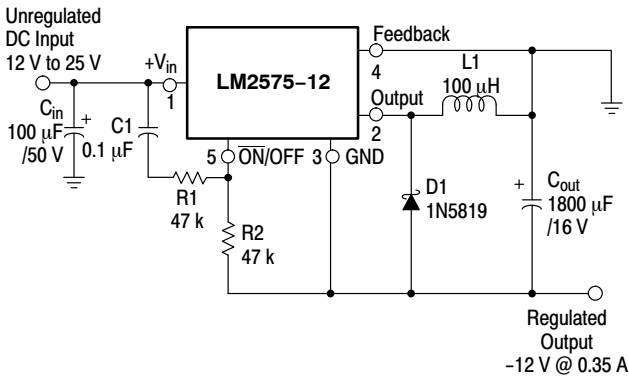 Unregulated
DC Input
12 V to 25 V
+Vin
1
LM2575-12
Feedback
4
L1
100 μH
Output
2
Cin
100 μF
/50 V
+
C1
0.1 μF
5
ON/OFF
3
GND
R1
47 k
R2
47 k
D1
1N5819
+
Cout
1800 μF
/16 V
Regulated
Output
-12 V @ 0.35 A